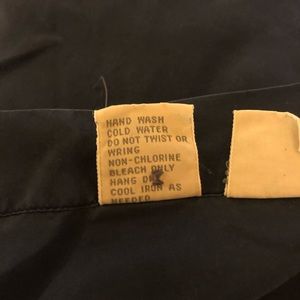 HAND WASH
COLD WATER
DO NOT TWIST OR
WRING
NON-CHLORINE
BLEACH ONLY
HANG
COOL IRON AS
NEEDED